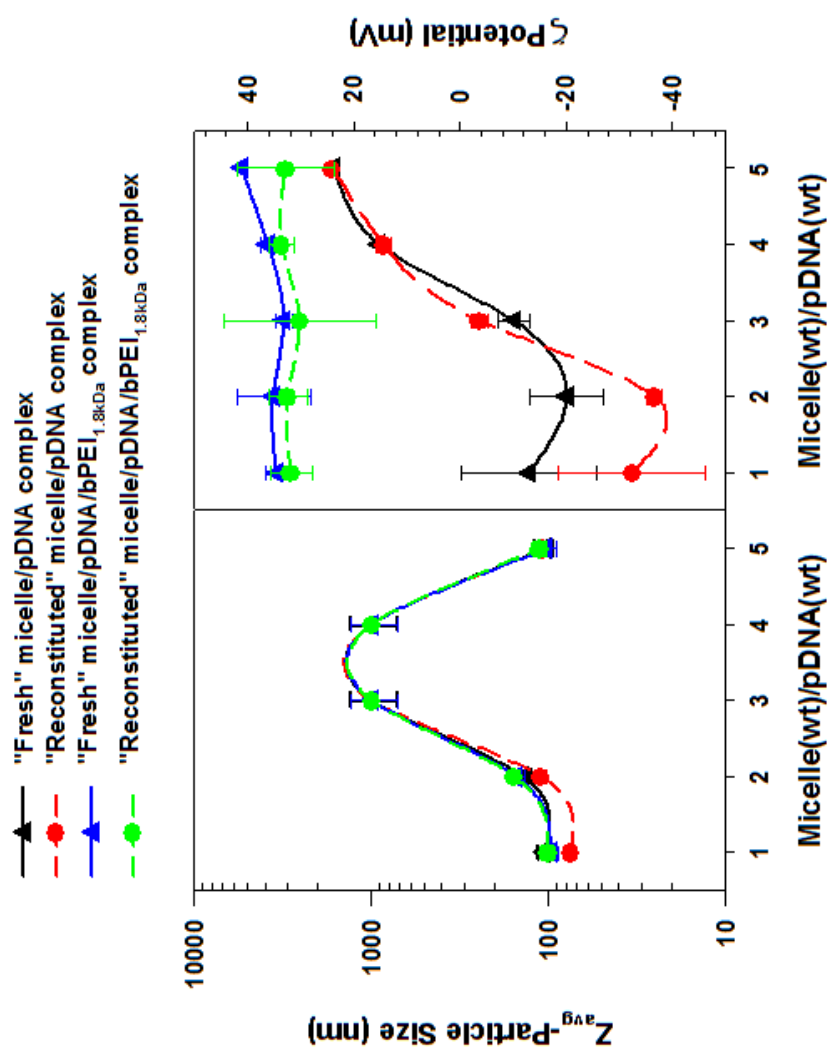 "Fresh" micelle/pDNA complex
"Reconstituted" micelle/pDNA complex
"Fresh" micelle/pDNA/bPEI1.8kDa complex
"Reconstituted" micelle/pDNA/bPEI1.8kDa complex
Zavg-Particle Size (nm)
10000
1000
100
10
1 2 3 4 5
Micelle(wt)/pDNA(wt)
1 2 3 4 5
Micelle(wt)/pDNA(wt)
40
20
0
-20
-40
ζ Potential (mV)